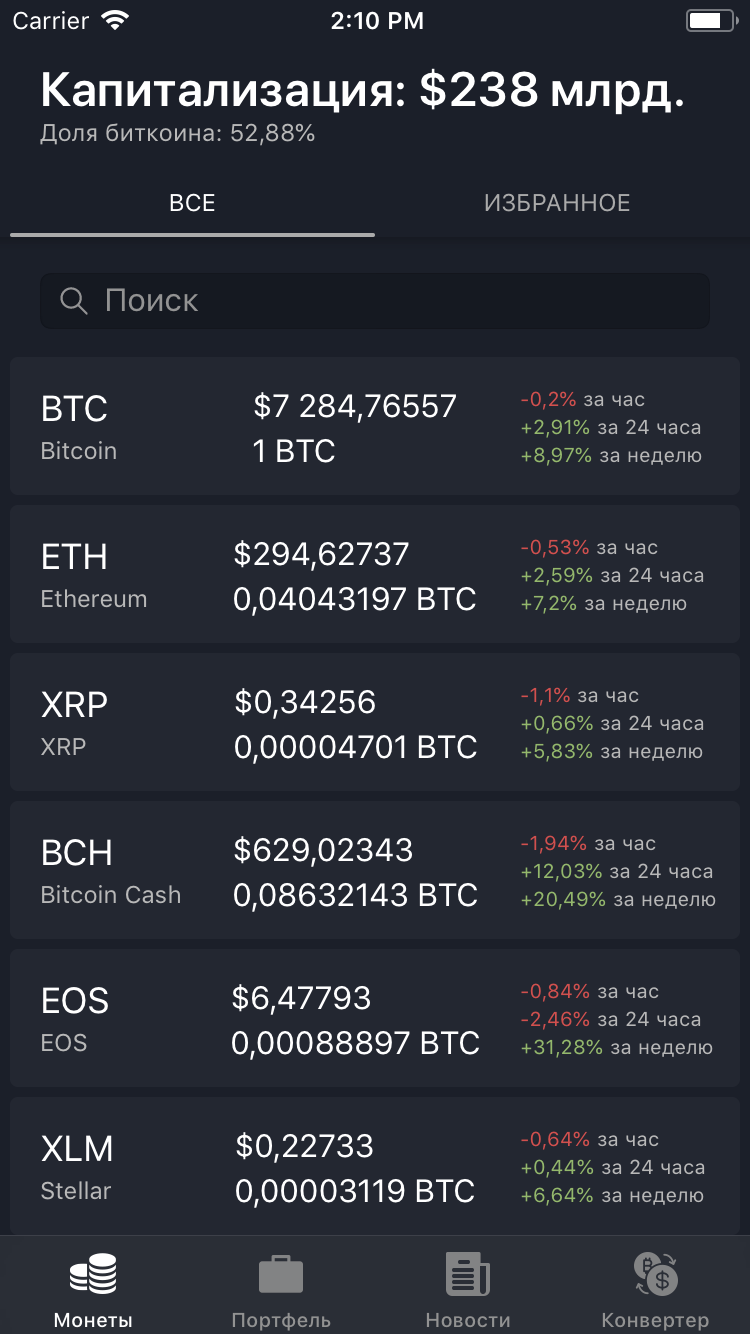 Carrier 2:10 PM
Капитализация: $238 млрд.
Доля биткоина: 52,88%
ВСЕ ИЗБРАННОЕ
Поиск
BTC $7 284,76557 -0,2% за час
Bitcoin 1 BTC +2,91% за 24 часа
+8,97% за неделю
ETH $294,62737 -0,53% за час
Ethereum 0,04043197 BTC +2,59% за 24 часа
+7,2% за неделю
XRP $0,34256 -1,1% за час
XRP 0,00004701 BTC +0,66% за 24 часа
+5,83% за неделю
BCH $629,02343 -1,94% за час
Bitcoin Cash 0,08632143 BTC +12,03% за 24 часа
+20,49% за неделю
EOS $6,47793 -0,84% за час
EOS 0,00088897 BTC -2,46% за 24 часа
+31,28% за неделю
XLM $0,22733 -0,64% за час
Stellar 0,00003119 BTC +0,44% за 24 часа
+6,64% за неделю
Монеты Портфель Новости Конвертер